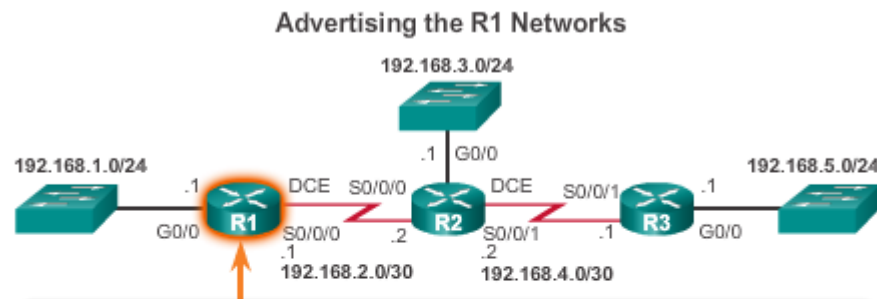 Advertising the R1 Networks
192.168.3.0/24
192.168.1.0/24
192.168.5.0/24
.1 G0/0
.1 DCE S0/0/0 DCE S0/0/1 .1
R1 R2 R3
G0/0 S0/0/0 .2 S0/0/1 .1 G0/0
.1 .2
192.168.2.0/30 192.168.4.0/30